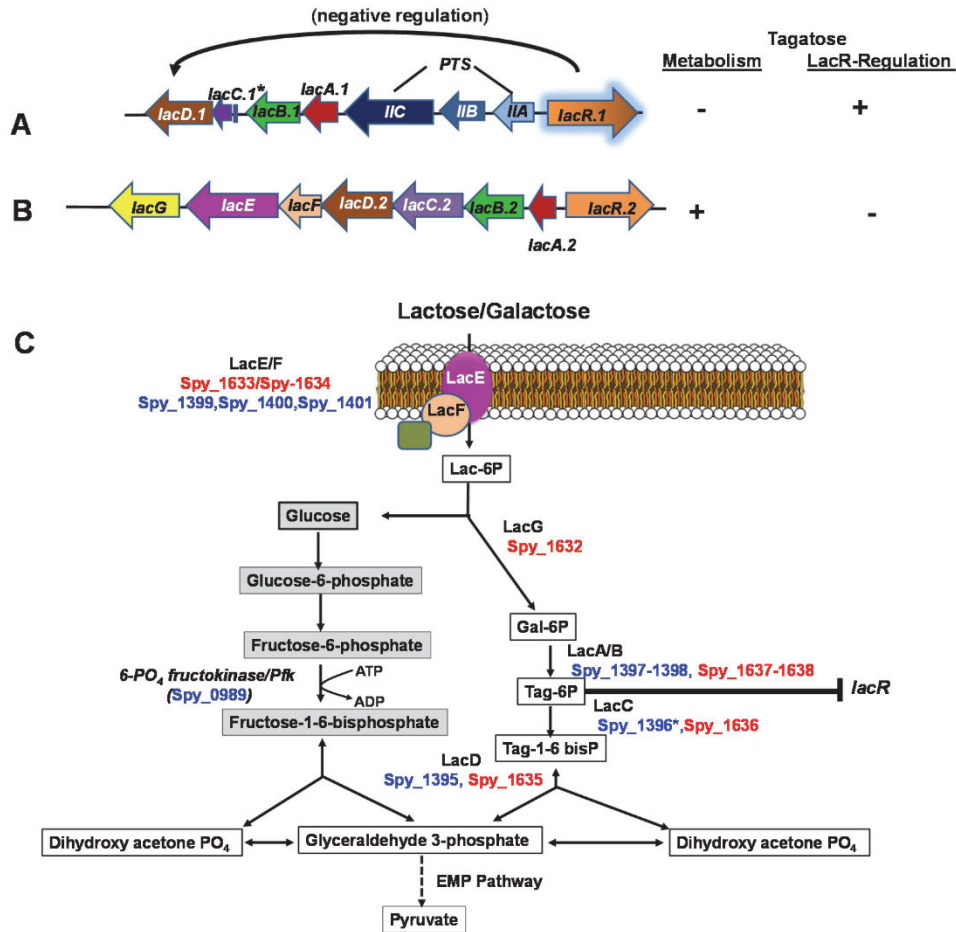 (negative regulation)
Tagatose
Metabolism LacR-Regulation
PTS
A
lacD.1 lacC.1* lacB.1 lacA.1 IIC IIB IIA lacR.1
- +
B
lacG lacE lacF lacD.2 lacC.2 lacB.2 lacA.2 lacR.2
+ -
C
Lactose/Galactose
LacE/F
Spy_1633/Spy-1634
Spy_1399,Spy_1400,Spy_1401
LacE
LacF
Lac-6P
Glucose
LacG
Spy_1632
Glucose-6-phosphate
Gal-6P
Fructose-6-phosphate
LacA/B
Spy_1397-1398, Spy_1637-1638
6-PO4 fructokinase/Pfk
(Spy_0989)
ATP
ADP
Tag-6P
lacR
LacC
Spy_1396*,Spy_1636
Fructose-1-6-bisphosphate
Tag-1-6 bisP
LacD
Spy_1395, Spy_1635
Dihydroxy acetone PO4
Glyceraldehyde 3-phosphate
Dihydroxy acetone PO4
EMP Pathway
Pyruvate